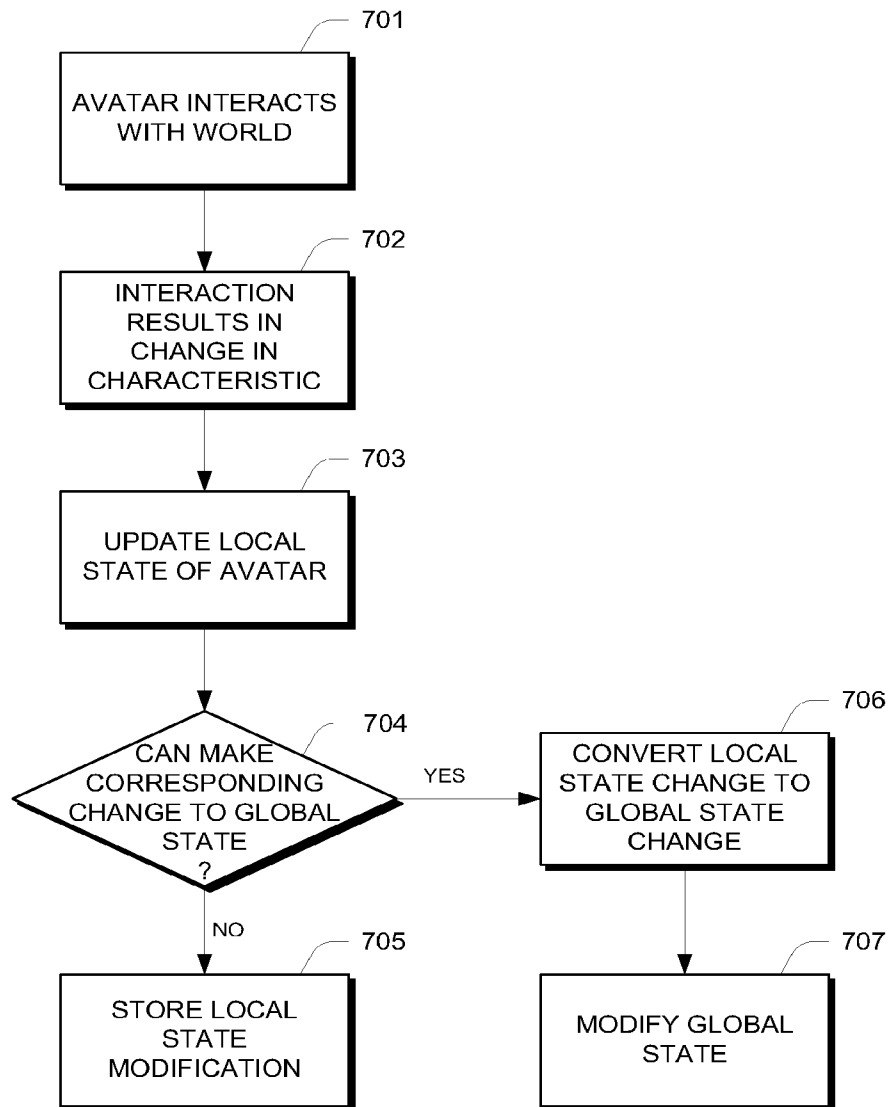 701
AVATAR INTERACTS
WITH WORLD
702
INTERACTION
RESULTS IN
CHANGE IN
CHARACTERISTIC
703
UPDATE LOCAL
STATE OF AVATAR
704
CAN MAKE
CORRESPONDING
CHANGE TO GLOBAL
STATE
?
YES
706
CONVERT LOCAL
STATE CHANGE TO
GLOBAL STATE
CHANGE
NO
705
STORE LOCAL
STATE
MODIFICATION
707
MODIFY GLOBAL
STATE